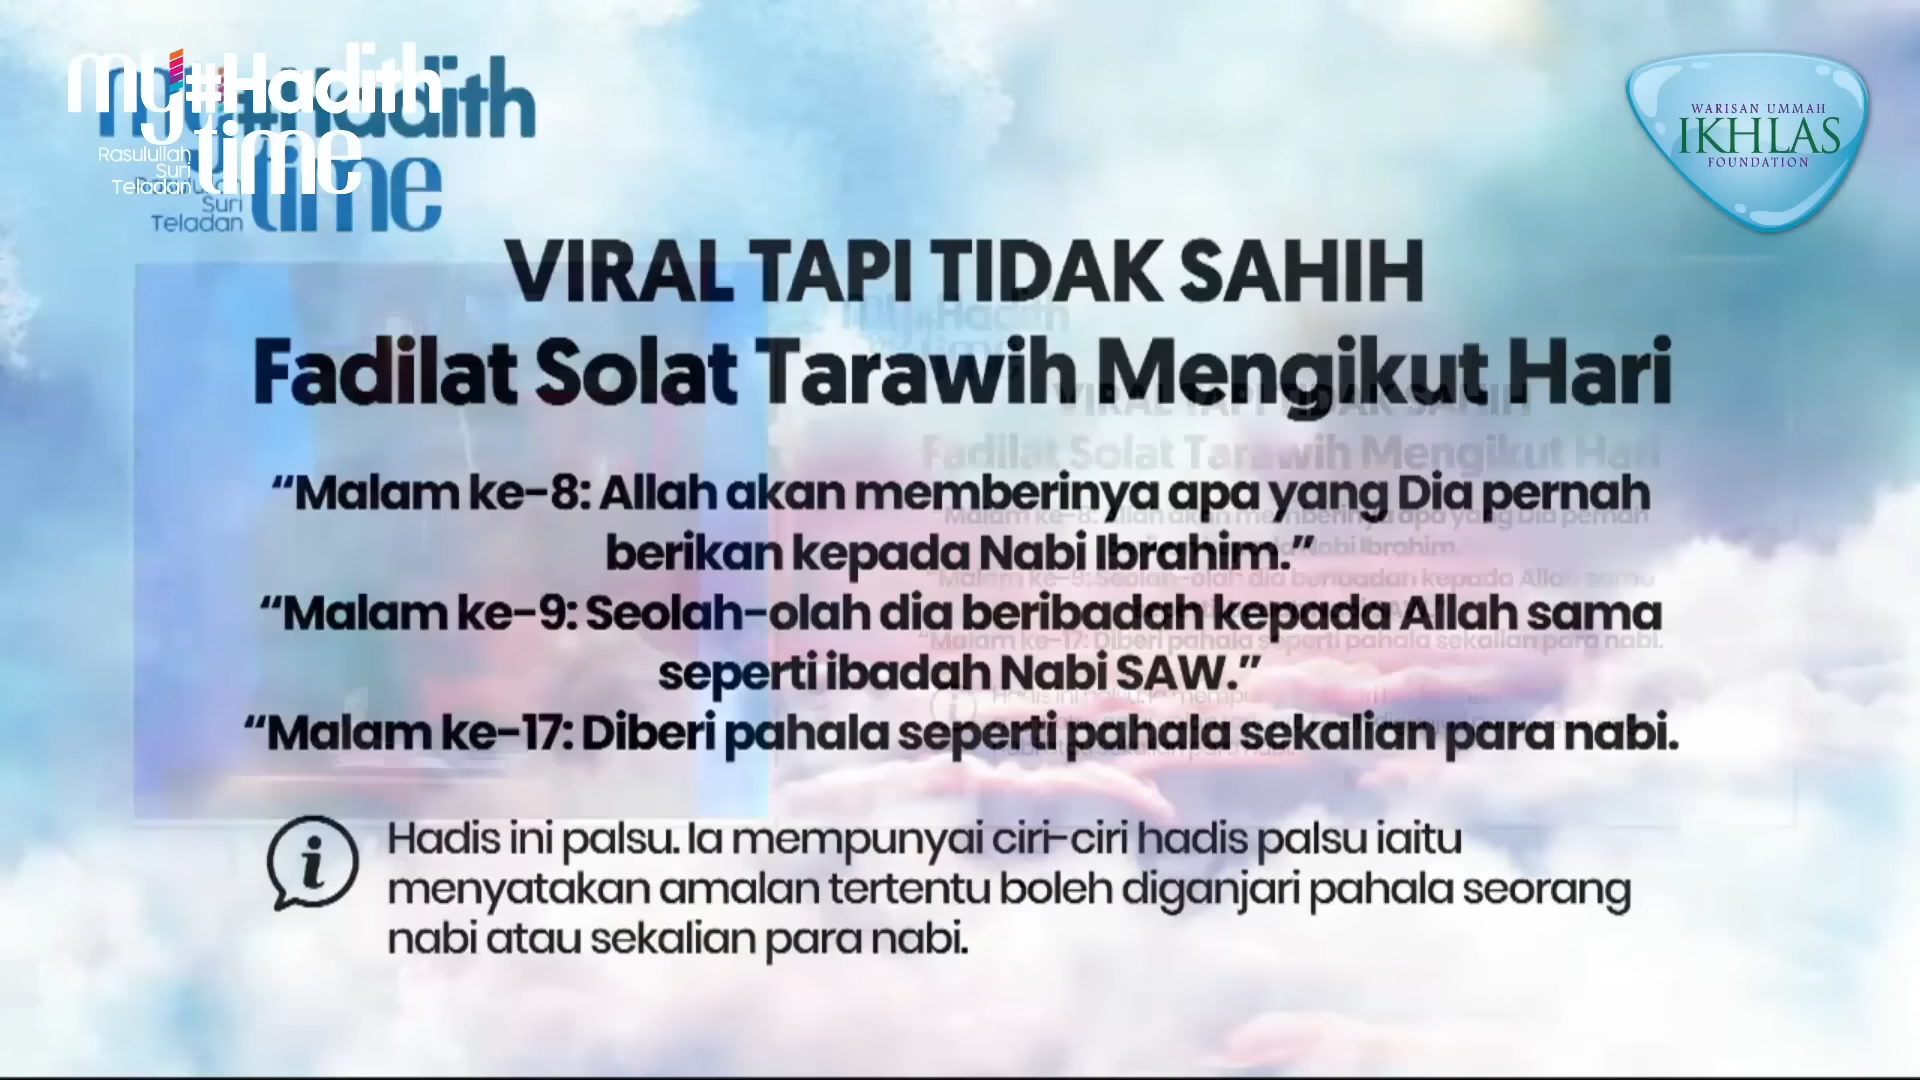 my #Hadith
time
Rasulullah
Suri
Teladan
WARISAN UMMAH
IKHLAS
FOUNDATION
VIRAL TAPI TIDAK SAHIH
Fadilat Solat Tarawih Mengikut Hari
“Malam ke-8: Allah akan memberinya apa yang Dia pernah
berikan kepada Nabi Ibrahim.”
“Malam ke-9: Seolah-olah dia beribadah kepada Allah sama
seperti ibadah Nabi SAW.”
“Malam ke-17: Diberi pahala seperti pahala sekalian para nabi.
Hadis ini palsu. Ia mempunyai ciri-ciri hadis palsu iaitu
menyatakan amalan tertentu boleh diganjari pahala seorang
nabi atau sekalian para nabi.